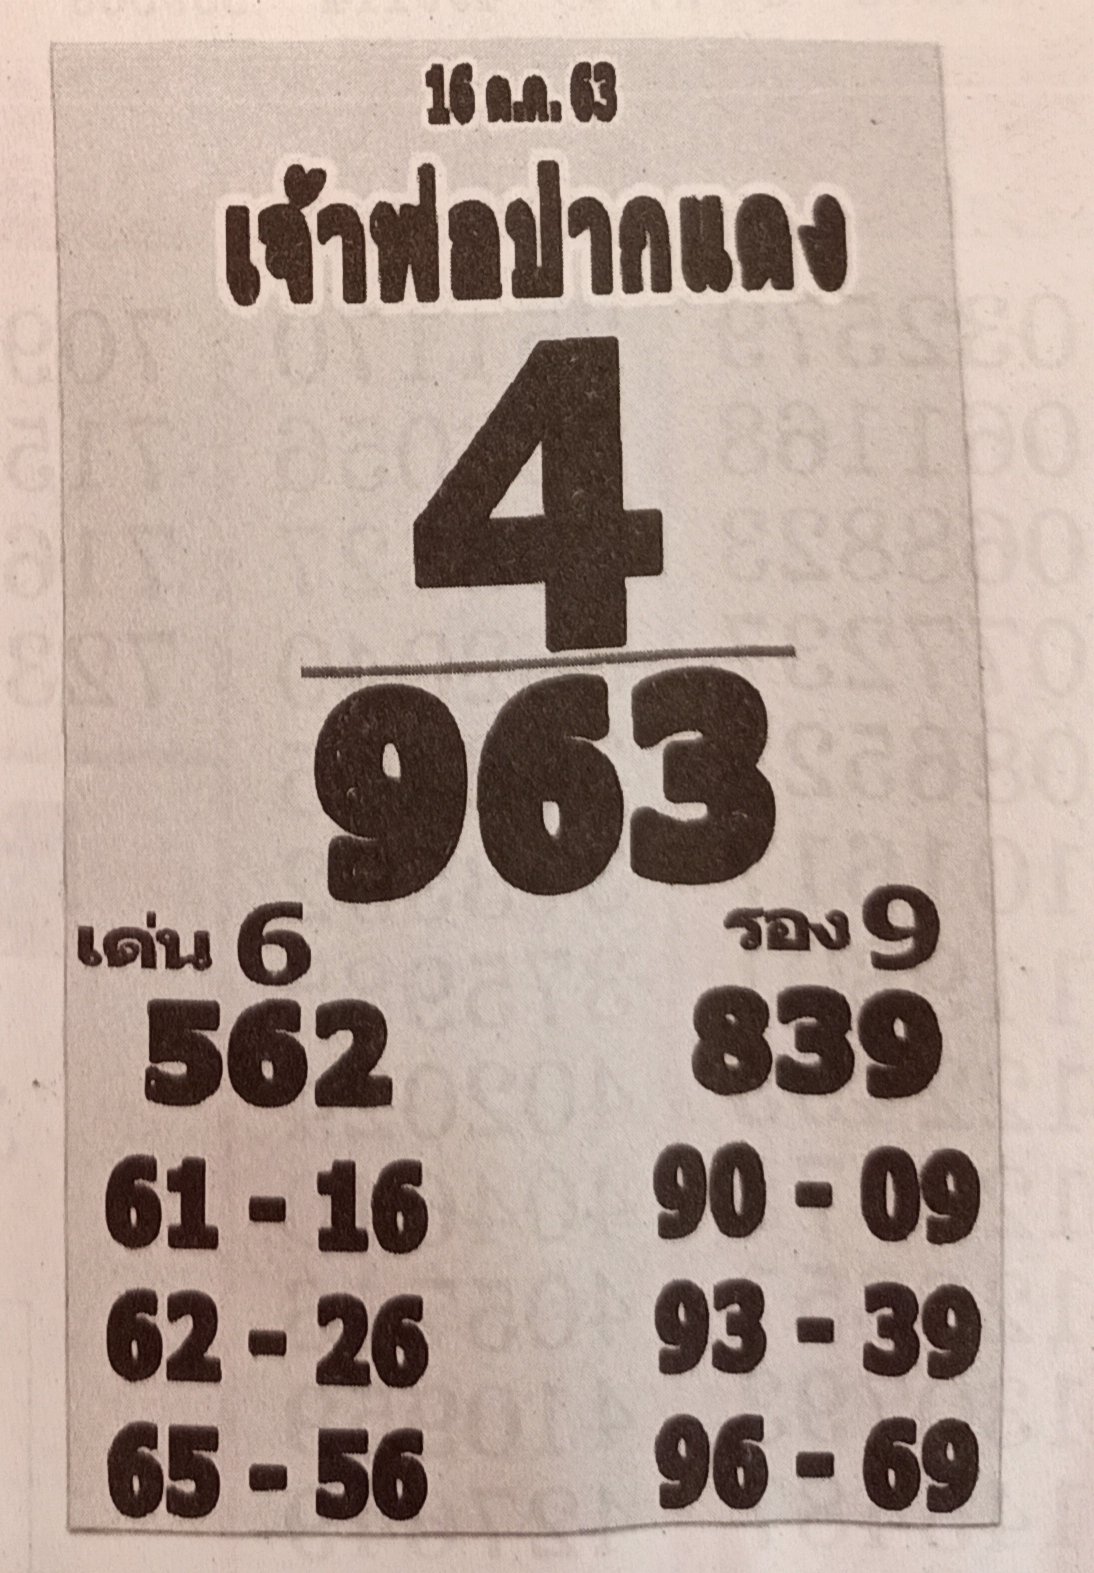 16 ต.ค. 63
เจ้าพ่อปากแดง
4
963
เด่น 6 รอง 9
562 839
61 - 16 90 - 09
62 - 26 93 - 39
65 - 56 96 - 69